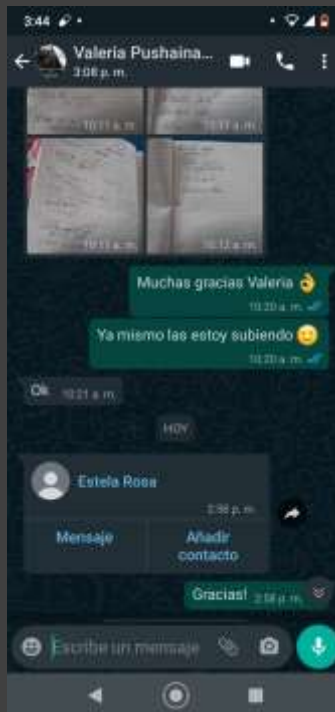 3:44
Valeria Pushaina...
3:08 p. m.
10:11 a. m.
10:11 a. m.
10:11 a. m.
10:12 a. m.
Muchas gracias Valeria 👌
10:20 a. m.
Ya mismo las estoy subiendo 🙂
10:20 a. m.
Ok 10:21 a. m.
HOY
Estela Rosa
2:58 p. m.
Mensaje
Añadir contacto
Gracias! 2:58 p. m.
Escribe un mensaje